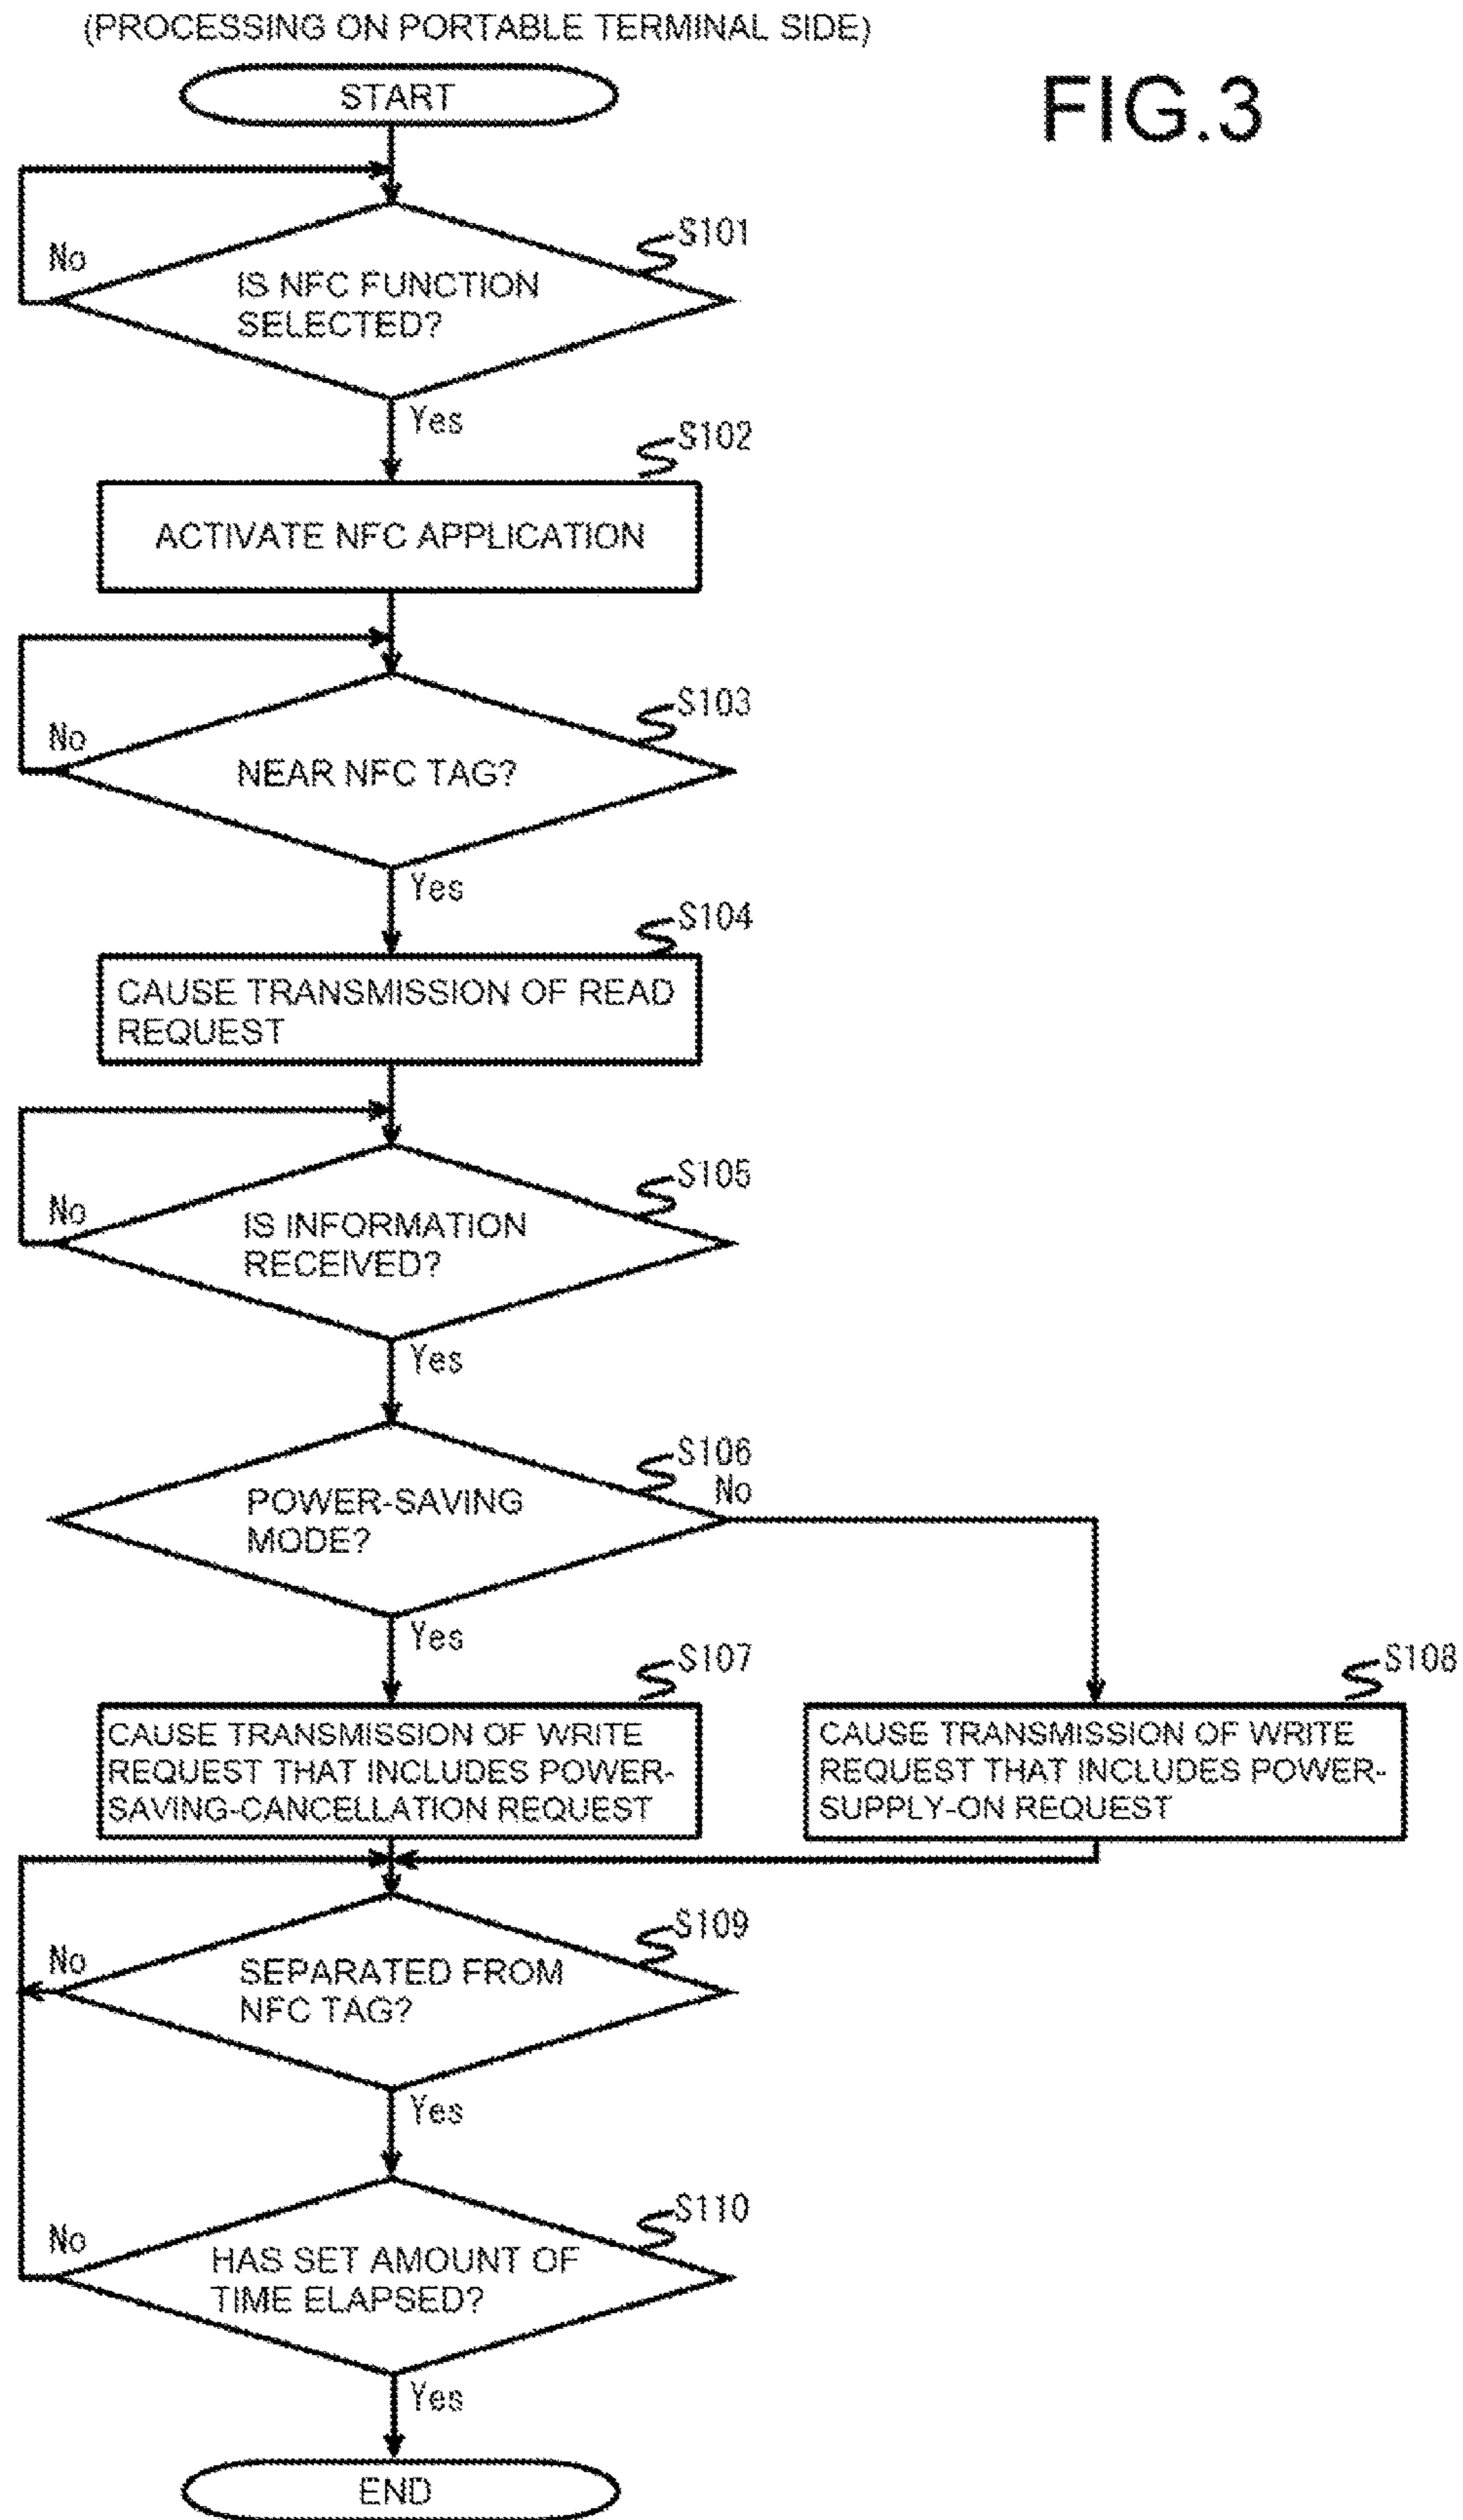 (PROCESSING ON PORTABLE TERMINAL SIDE)
FIG.3
START
S101
No
IS NFC FUNCTION
SELECTED?
Yes
S102
ACTIVATE NFC APPLICATION
S103
No
NEAR NFC TAG?
Yes
S104
CAUSE TRANSMISSION OF READ
REQUEST
S105
No
IS INFORMATION
RECEIVED?
Yes
S106
No
POWER-SAVING
MODE?
Yes
S107
CAUSE TRANSMISSION OF WRITE
REQUEST THAT INCLUDES POWER-
SAVING-CANCELLATION REQUEST
S108
CAUSE TRANSMISSION OF WRITE
REQUEST THAT INCLUDES POWER-
SUPPLY-ON REQUEST
S109
No
SEPARATED FROM
NFC TAG?
Yes
S110
No
HAS SET AMOUNT OF
TIME ELAPSED?
Yes
END